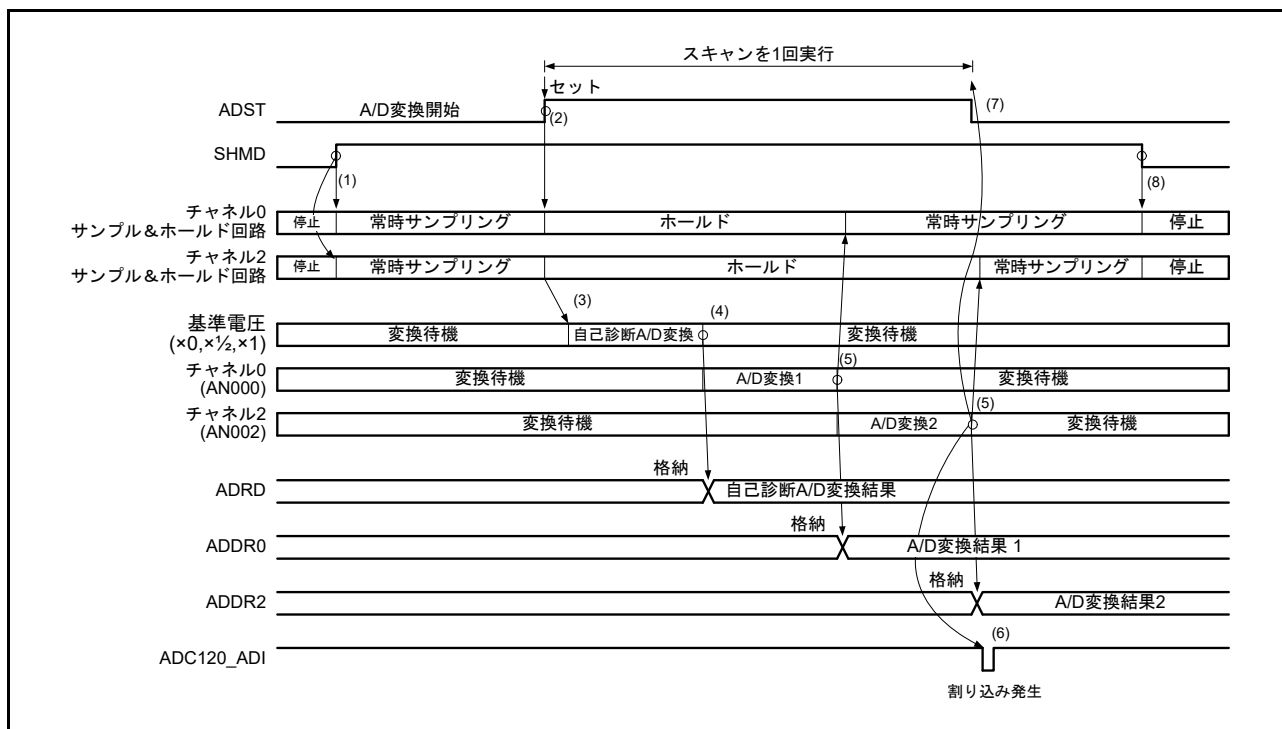 スキャンを1回実行
セット
ADST
A/D変換開始
(2)
(7)
SHMD
(1)
(8)
チャネル0
サンプル＆ホールド回路
停止
常時サンプリング
ホールド
常時サンプリング
停止
チャネル2
サンプル＆ホールド回路
停止
常時サンプリング
ホールド
常時サンプリング
停止
(3)
(4)
基準電圧
(×0,×½,×1)
変換待機
自己診断A/D変換
変換待機
(5)
チャネル0
(AN000)
変換待機
A/D変換1
変換待機
(5)
チャネル2
(AN002)
変換待機
A/D変換2
変換待機
格納
ADRD
自己診断A/D変換結果
格納
ADDR0
A/D変換結果 1
格納
ADDR2
A/D変換結果2
(6)
ADC120_ADI
割り込み発生